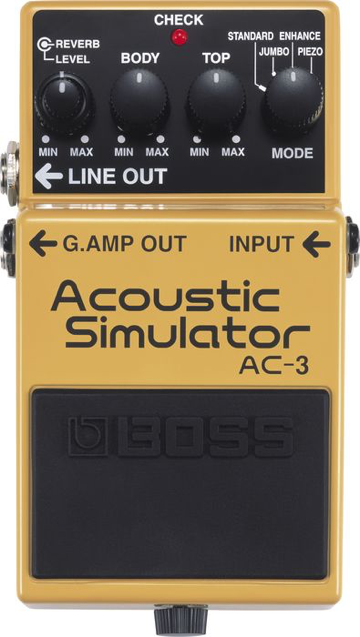 CHECK
REVERB
LEVEL
BODY
TOP
STANDARD ENHANCE
JUMBO PIEZO
MIN MAX MIN MAX MIN MAX MODE
LINE OUT
G.AMP OUT INPUT
Acoustic
Simulator
AC-3
BOSS